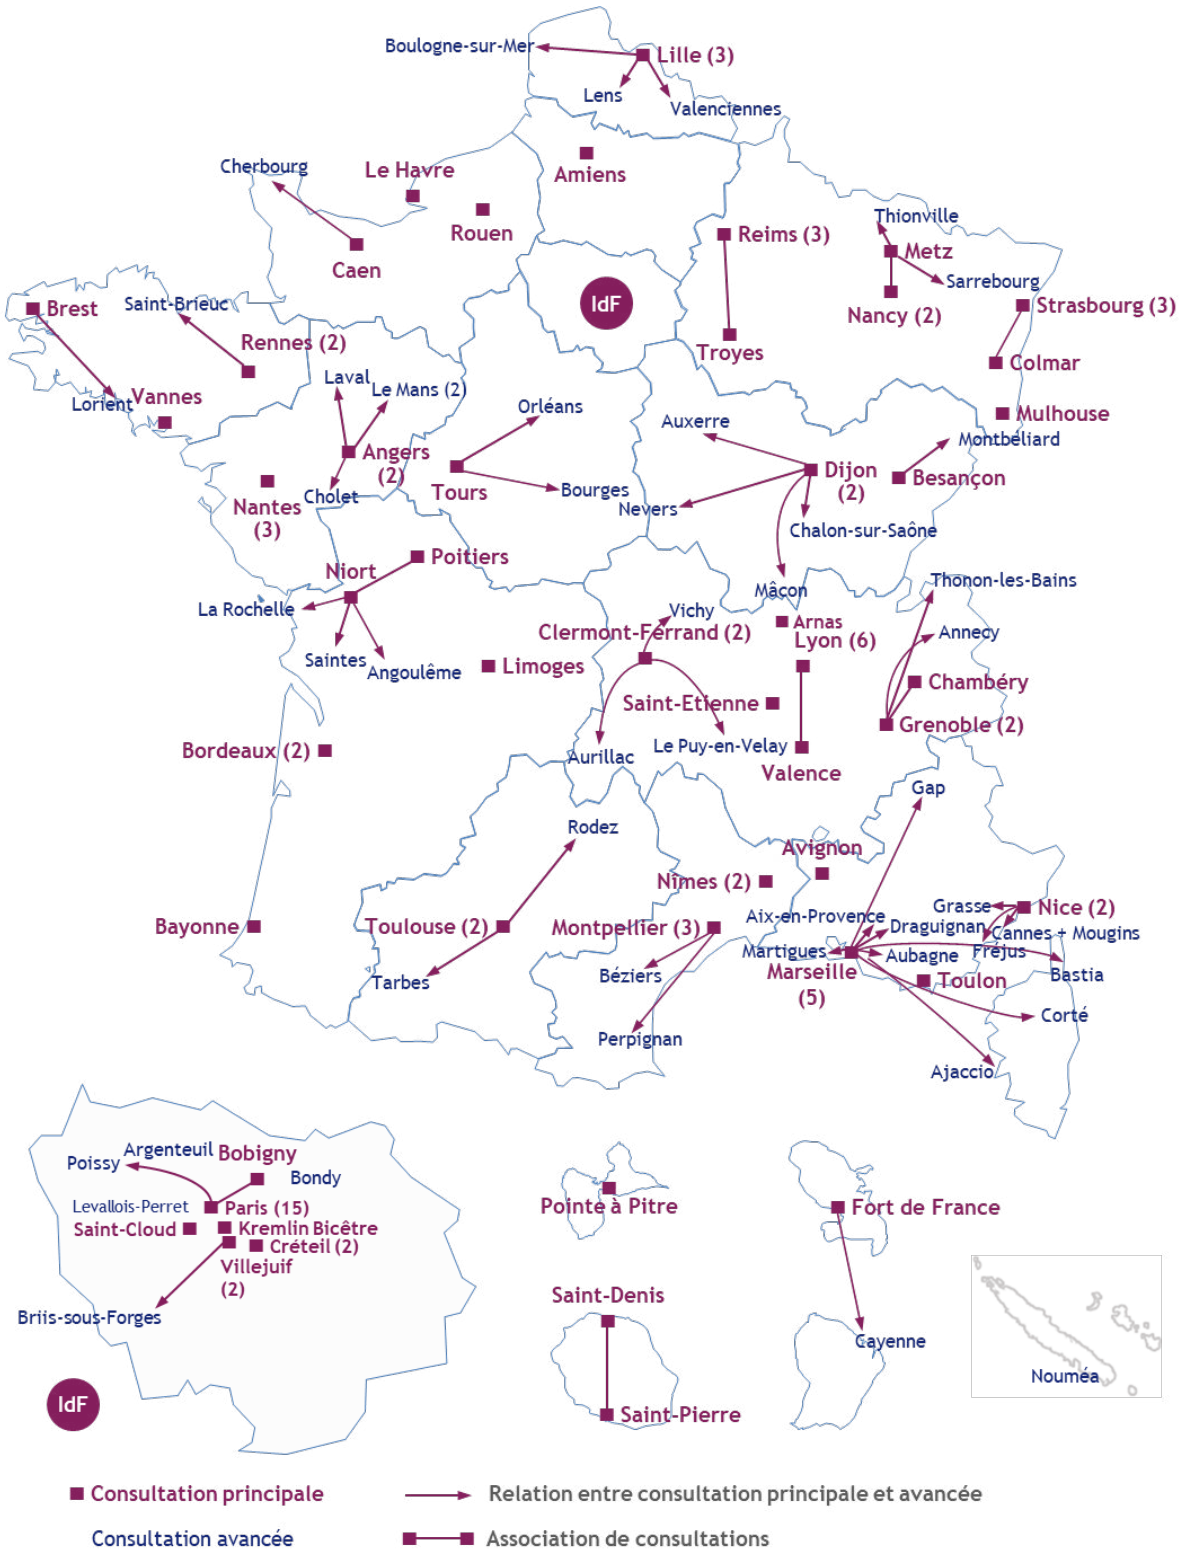 Boulogne-sur-Mer
Lille (3)
Lens
Valenciennes
Cherbourg
Le Havre
Amiens
Rouen
Caen
Thionville
Reims (3)
Metz
Sarrebourg
Nancy (2)
Strasbourg (3)
Troyes
Colmar
Mulhouse
IdF
Brest
Saint-Brieuc
Rennes (2)
Lorient
Vannes
Laval
Le Mans (2)
Angers
(2)
Cholet
Nantes
(3)
Orléans
Tours
Bourges
Auxerre
Nevers
Dijon
(2)
Chalon-sur-Saône
Mâcon
Montbéliard
Besançon
Poitiers
Niort
La Rochelle
Saintes
Angoulême
Limoges
Vichy
Clermont-Ferrand (2)
Arnas
Lyon (6)
Saint-Etienne
Aurillac
Le Puy-en-Velay
Valence
Thonon-les-Bains
Annecy
Chambéry
Grenoble (2)
Bordeaux (2)
Bayonne
Rodez
Toulouse (2)
Tarbes
Gap
Avignon
Nîmes (2)
Montpellier (3)
Béziers
Perpignan
Aix-en-Provence
Martigues
Marseille
(5)
Draguignan
Aubagne
Toulon
Grasse
Nice (2)
Cannes + Mougins
Fréjus
Bastia
Corté
Ajaccio
Argenteuil
Poissy
Bobigny
Bondy
Levallois-Perret
Paris (15)
Saint-Cloud
Kremlin Bicêtre
Créteil (2)
Villejuif
(2)
Briis-sous-Forges
IdF
Pointe à Pitre
Fort de France
Saint-Denis
Saint-Pierre
Cayenne
Nouméa
Consultation principale
Relation entre consultation principale et avancée
Consultation avancée
Association de consultations